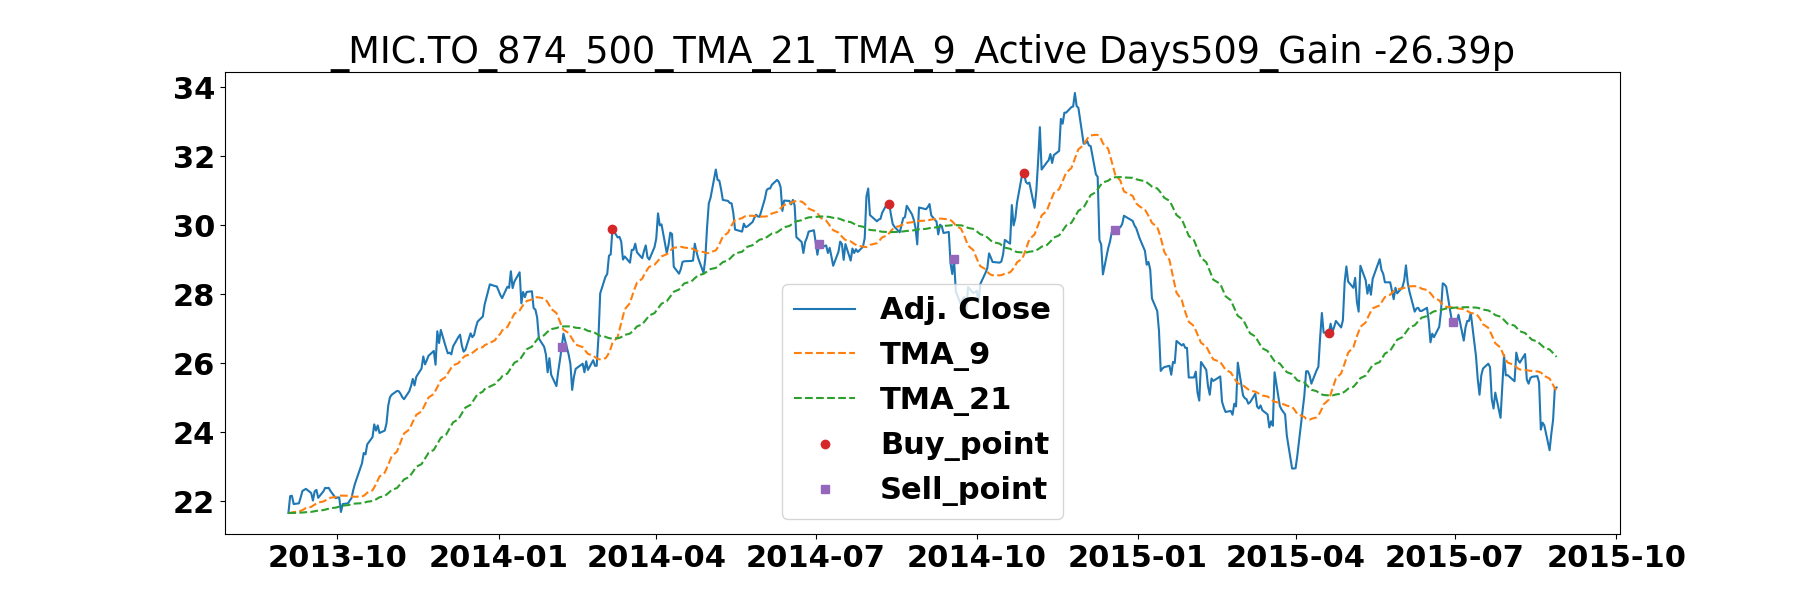 _MIC.TO_874_500_TMA_21_TMA_9_Active Days509_Gain -26.39p
34
32
30
28
26
24
22
Adj. Close
TMA_9
TMA_21
Buy_point
Sell_point
2013-10 2014-01 2014-04 2014-07 2014-10 2015-01 2015-04 2015-07 2015-10